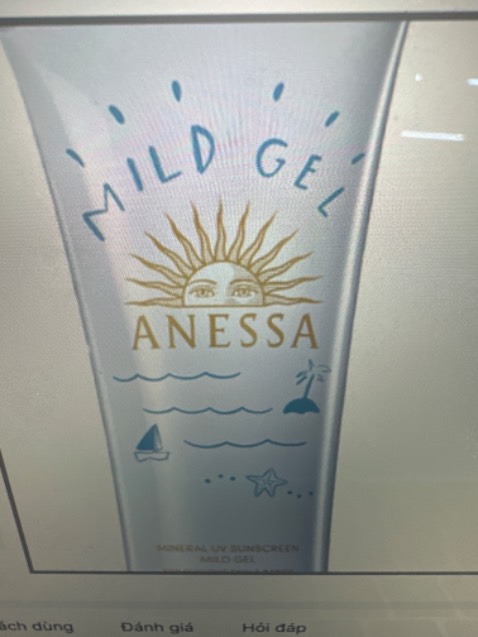 MILD GEL
ANESSA
MINERAL UV SUNSCREEN
MILD GEL
ách dùng Đánh giá Hỏi đáp